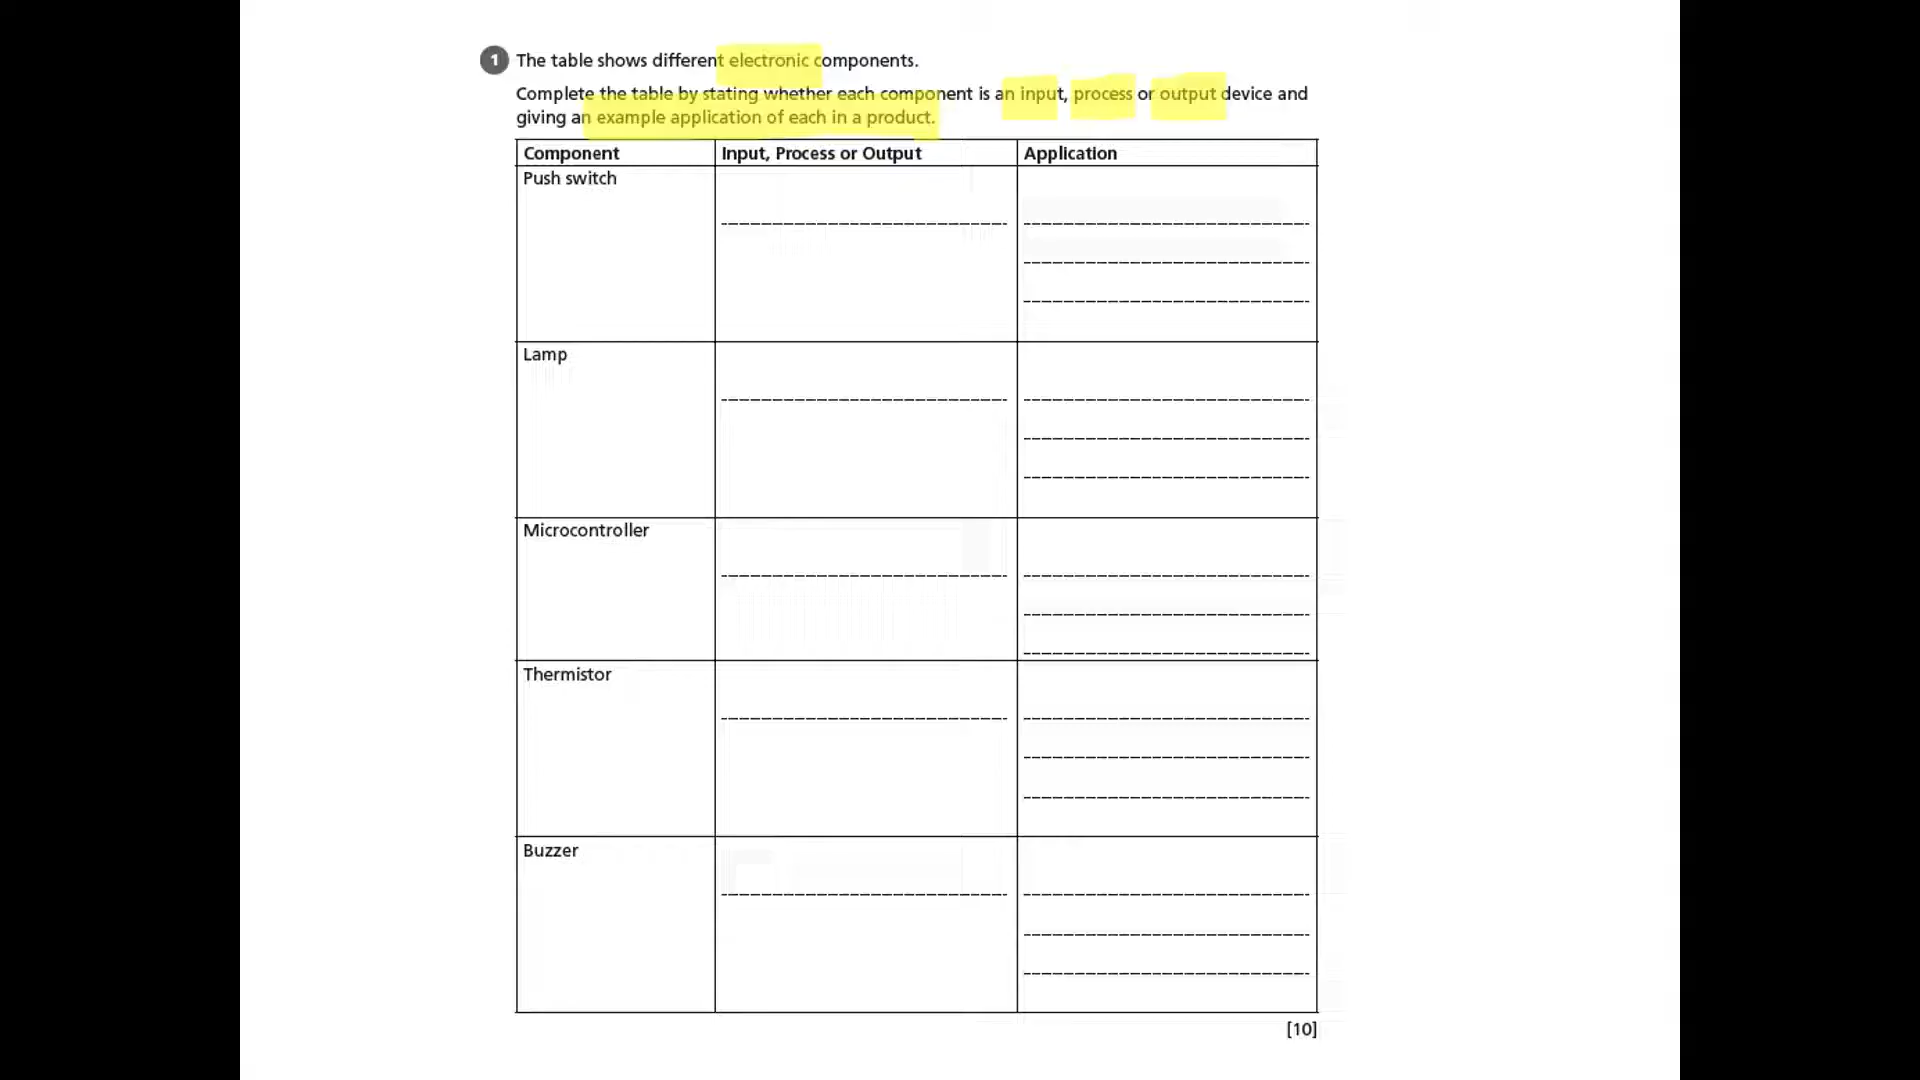 1 The table shows different electronic components.
Complete the table by stating whether each component is an input, process or output device and
giving an example application of each in a product.
Component Input, Process or Output Application
Push switch
Lamp
Microcontroller
Thermistor
Buzzer
[10]